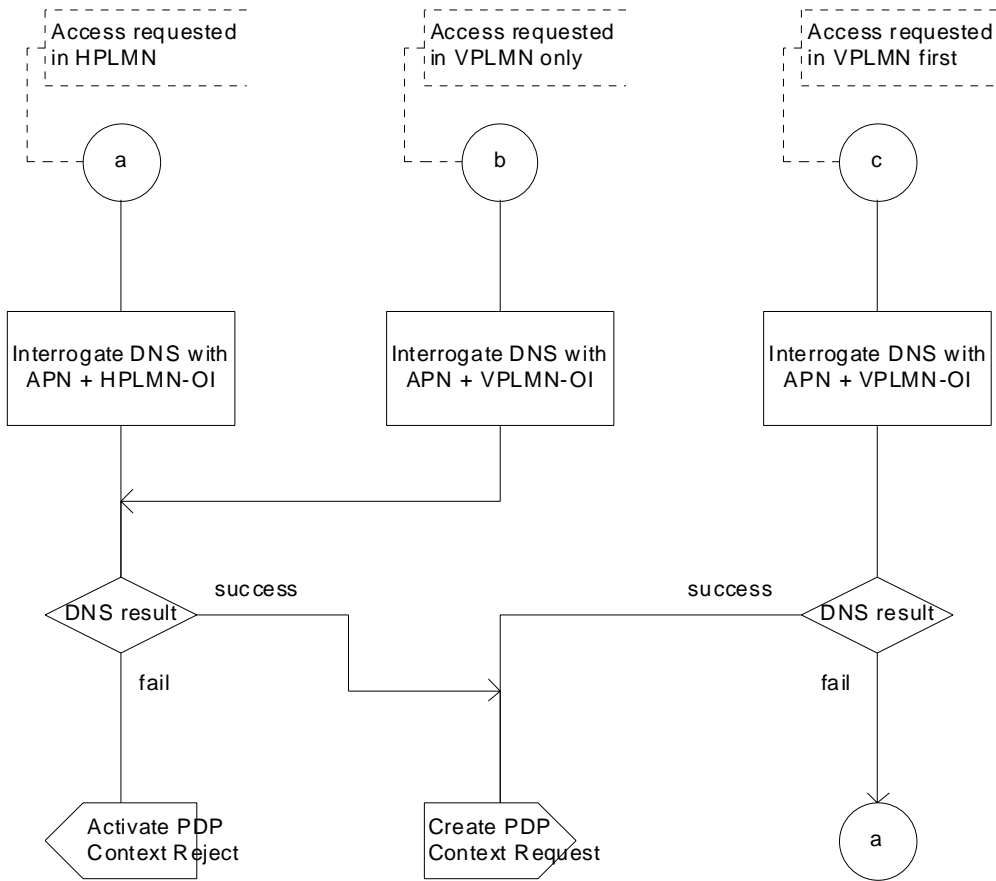 Access requested
in HPLMN
Access requested
in VPLMN only
Access requested
in VPLMN first
a
b
c
Interrogate DNS with
APN + HPLMN-OI
Interrogate DNS with
APN + VPLMN-OI
Interrogate DNS with
APN + VPLMN-OI
DNS result
success
success
DNS result
fail
fail
Activate PDP
Context Reject
Create PDP
Context Request
a